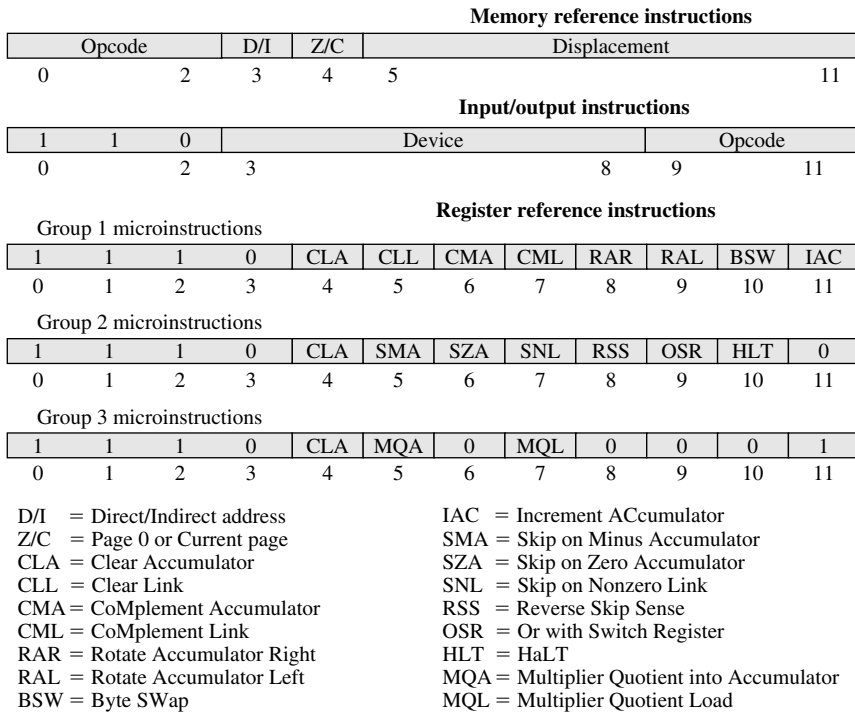 Memory reference instructions
Opcode D/I Z/C Displacement
0 2 3 4 5 11
Input/output instructions
1 1 0 Device Opcode
0 2 3 8 9 11
Register reference instructions
Group 1 microinstructions
1 1 1 0 CLA CLL CMA CML RAR RAL BSW IAC
0 1 2 3 4 5 6 7 8 9 10 11
Group 2 microinstructions
1 1 1 0 CLA SMA SZA SNL RSS OSR HLT 0
0 1 2 3 4 5 6 7 8 9 10 11
Group 3 microinstructions
1 1 1 0 CLA MQA 0 MQL 0 0 0 1
0 1 2 3 4 5 6 7 8 9 10 11
D/I = Direct/Indirect address
Z/C = Page 0 or Current page
CLA = Clear Accumulator
CLL = Clear Link
CMA = CoMplement Accumulator
CML = CoMplement Link
RAR = Rotate Accumulator Right
RAL = Rotate Accumulator Left
BSW = Byte SWap
IAC = Increment ACcumulator
SMA = Skip on Minus Accumulator
SZA = Skip on Zero Accumulator
SNL = Skip on Nonzero Link
RSS = Reverse Skip Sense
OSR = Or with Switch Register
HLT = HaLT
MQA = Multiplier Quotient into Accumulator
MQL = Multiplier Quotient Load